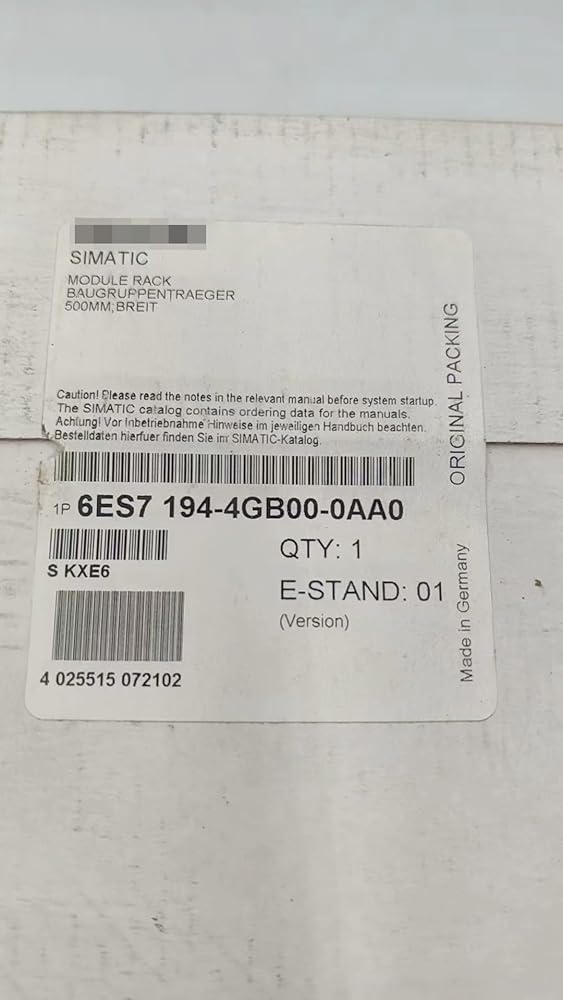 SIMATIC
MODULE RACK
BAUGRUPPENTRAEGER
500MM;BREIT
Caution! Please read the notes in the relevant manual before system startup.
The SIMATIC catalog contains ordering data for the manuals.
Achtung! Vor Inbetriebnahme Hinweise im jeweiligen Handbuch beachten.
Bestelldaten hierfuer finden Sie im SIMATIC-Katalog.
ORIGINAL PACKING
1P 6ES7 194-4GB00-0AA0
QTY: 1
S KXE6
E-STAND: 01
(Version)
Made in Germany
4 025515 072102